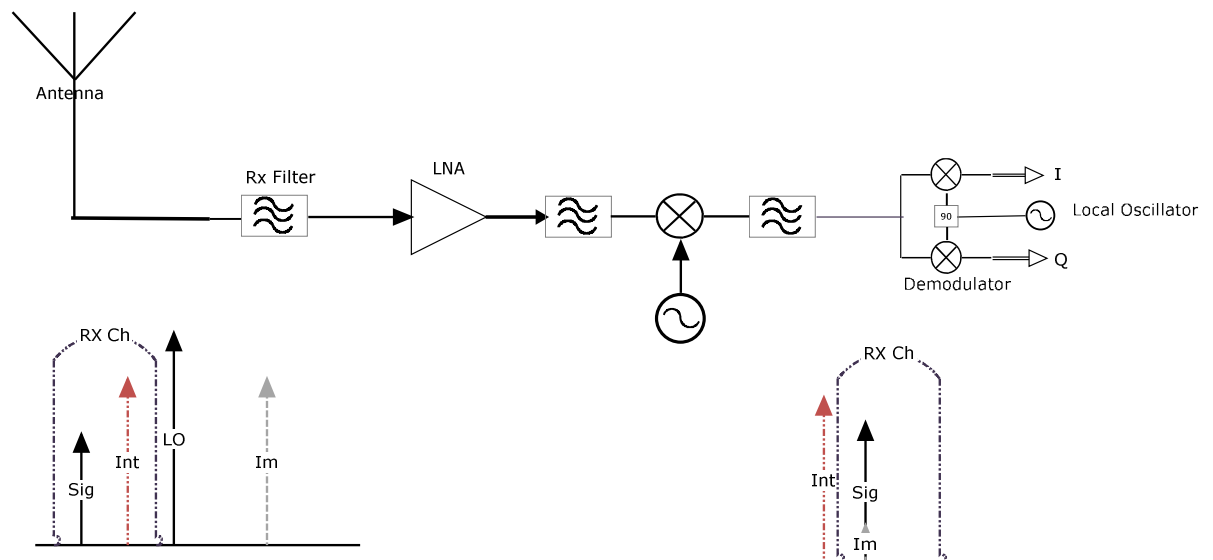 Antenna
Rx Filter
LNA
I
90
Local Oscillator
Q
Demodulator
RX Ch
LO
Int
Im
Sig
RX Ch
Int
Sig
Im